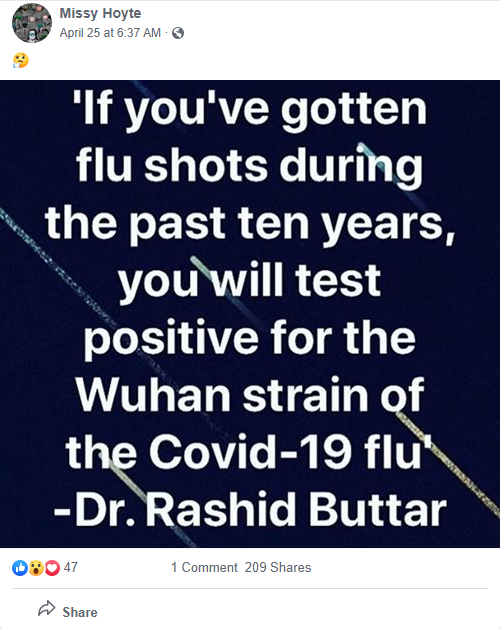 Missy Hoyte
April 25 at 6:37 AM ·
'If you've gotten
flu shots during
the past ten years,
you will test
positive for the
Wuhan strain of
the Covid-19 flu'
-Dr. Rashid Buttar
47
1 Comment 209 Shares
Share